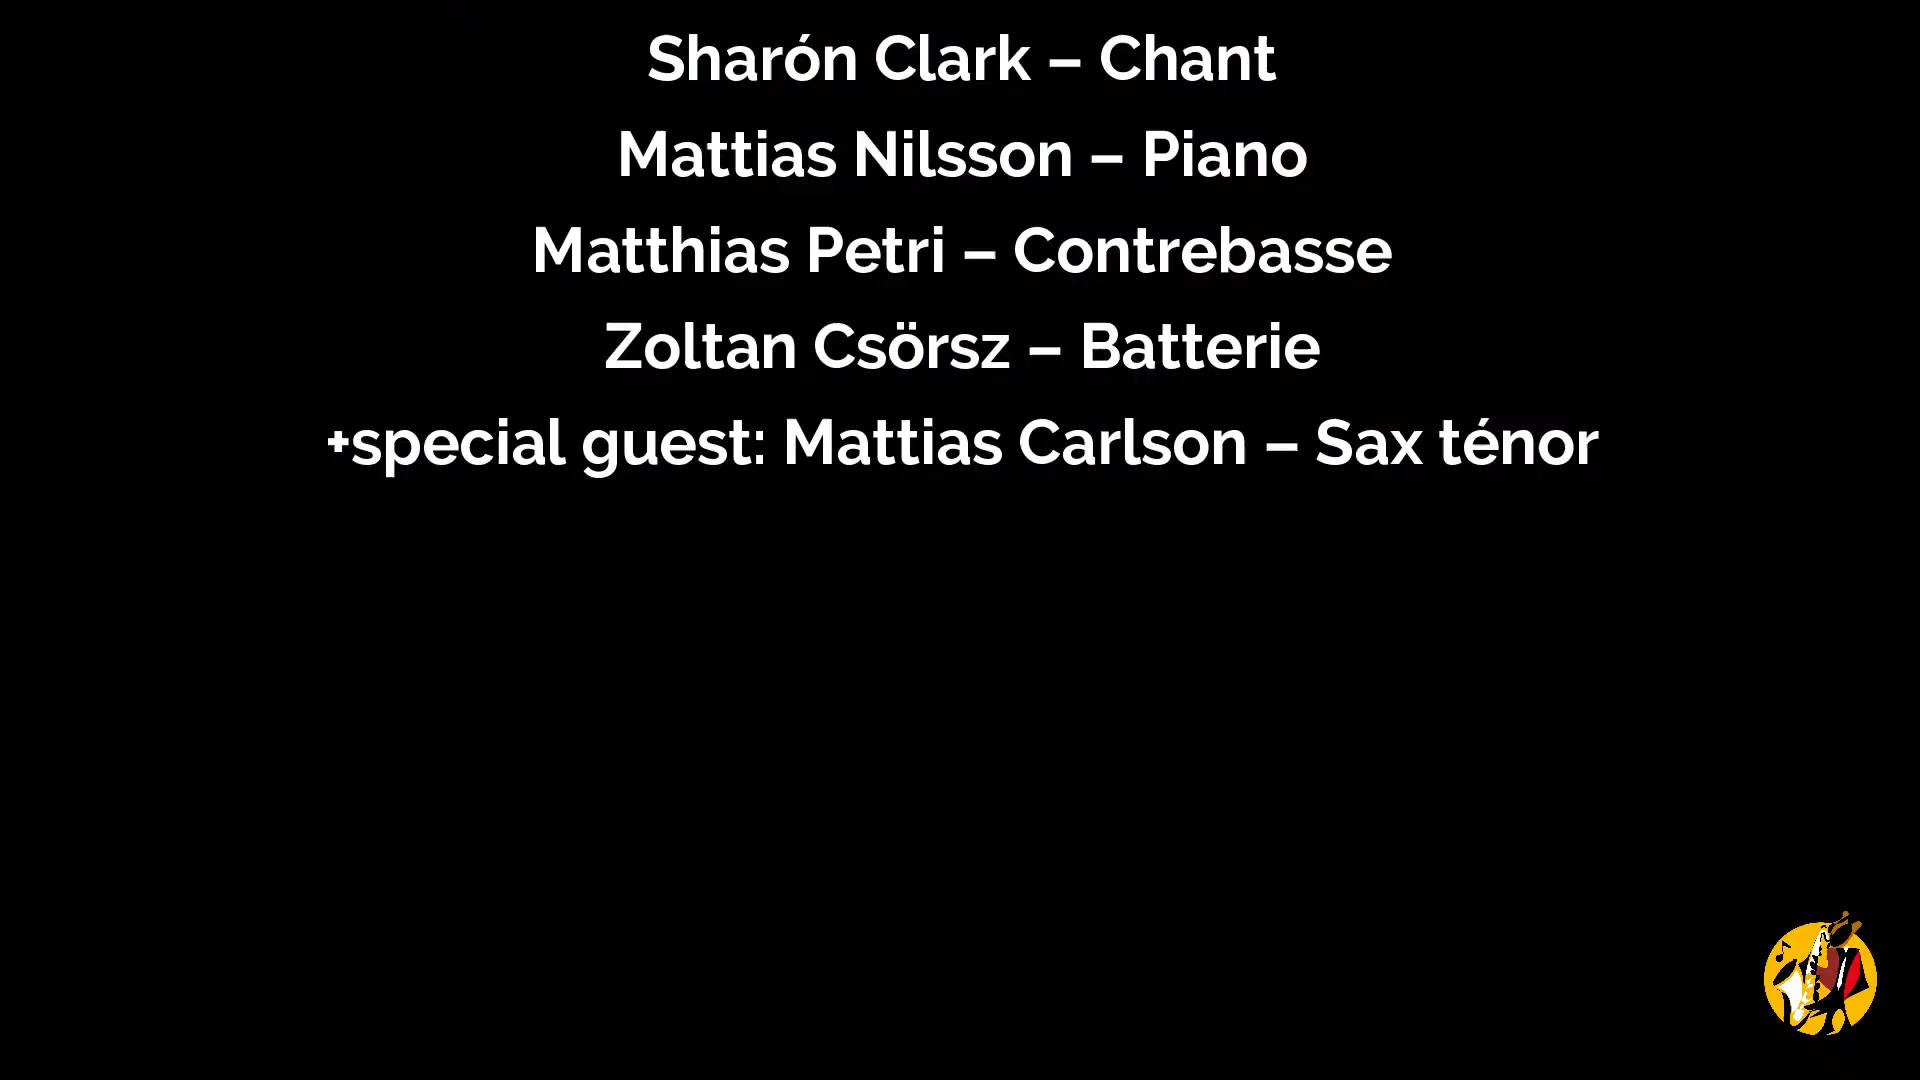 Sharón Clark – Chant
Mattias Nilsson – Piano
Matthias Petri – Contrebasse
Zoltan Csörsz – Batterie
+special guest: Mattias Carlson – Sax ténor